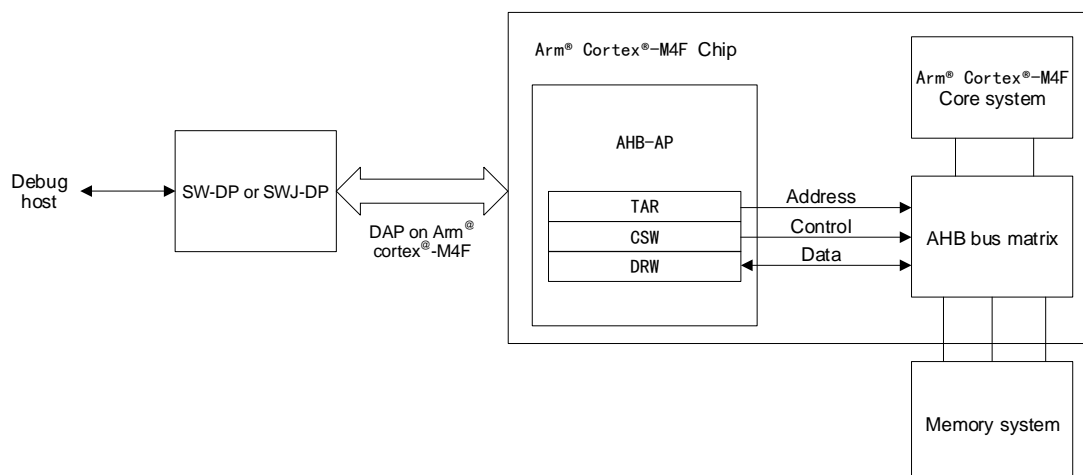 Arm® Cortex®-M4F Chip
Arm® Cortex®-M4F
Core system
AHB-AP
Debug
host
SW-DP or SWJ-DP
DAP on Arm@
cortex@-M4F
TAR
CSW
DRW
Address
Control
Data
AHB bus matrix
Memory system